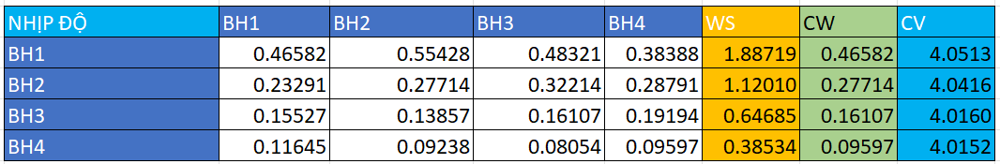 NHỊP ĐỘ BH1 BH2 BH3 BH4 WS CW CV
BH1 0.46582 0.55428 0.48321 0.38388 1.88719 0.46582 4.0513
BH2 0.23291 0.27714 0.32214 0.28791 1.12010 0.27714 4.0416
BH3 0.15527 0.13857 0.16107 0.19194 0.64685 0.16107 4.0160
BH4 0.11645 0.09238 0.08054 0.09597 0.38534 0.09597 4.0152